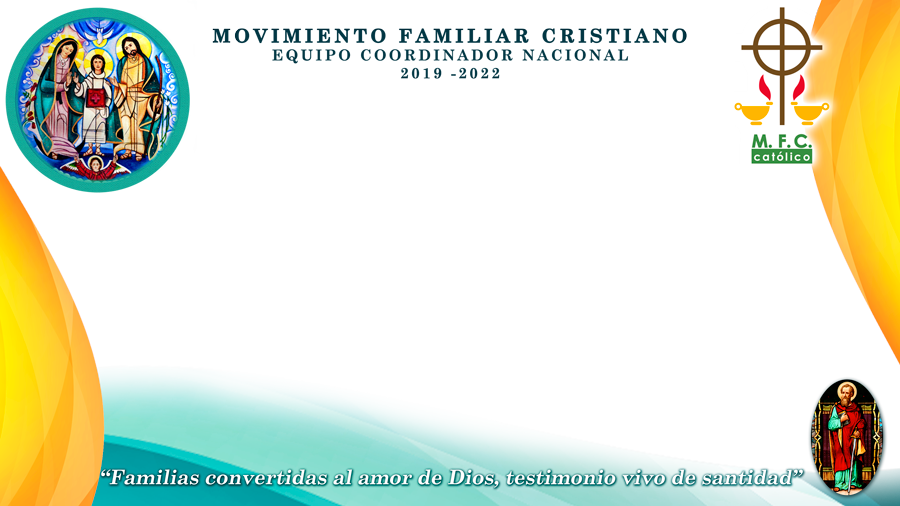 MOVIMIENTO FAMILIAR CRISTIANO
EQUIPO COORDINADOR NACIONAL
2019 -2022
M. F. C.
católico
“Familias convertidas al amor de Dios, testimonio vivo de santidad”